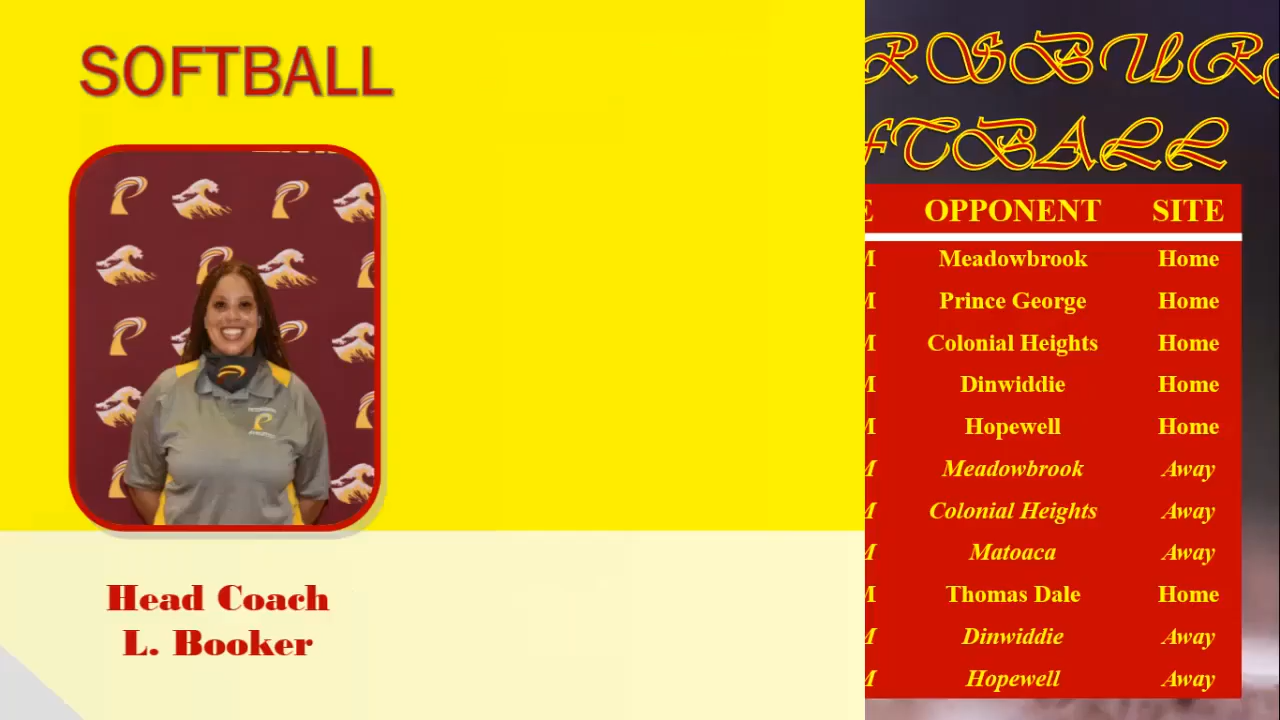 SOFTBALL
Head Coach
L. Booker
OPPONENT SITE
Meadowbrook Home
Prince George Home
Colonial Heights Home
Dinwiddie Home
Hopewell Home
Meadowbrook Away
Colonial Heights Away
Matoaca Away
Thomas Dale Home
Dinwiddie Away
Hopewell Away